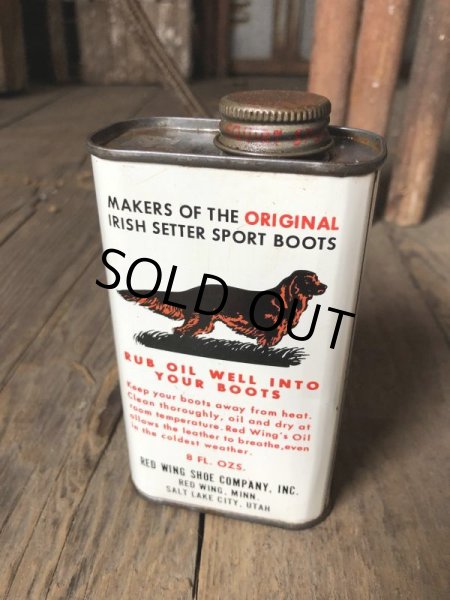 MAKERS OF THE ORIGINAL
IRISH SETTER SPORT BOOTS
SOLD OUT
RUB OIL WELL INTO
YOUR BOOTS
Keep your boots away from heat.
Clean thoroughly, oil and dry at
room temperature. Red Wing's Oil
allows the leather to breathe, even
in the coldest weather.
8 FL. OZS.
RED WING SHOE COMPANY, INC.
RED WING, MINN.
SALT LAKE CITY, UTAH